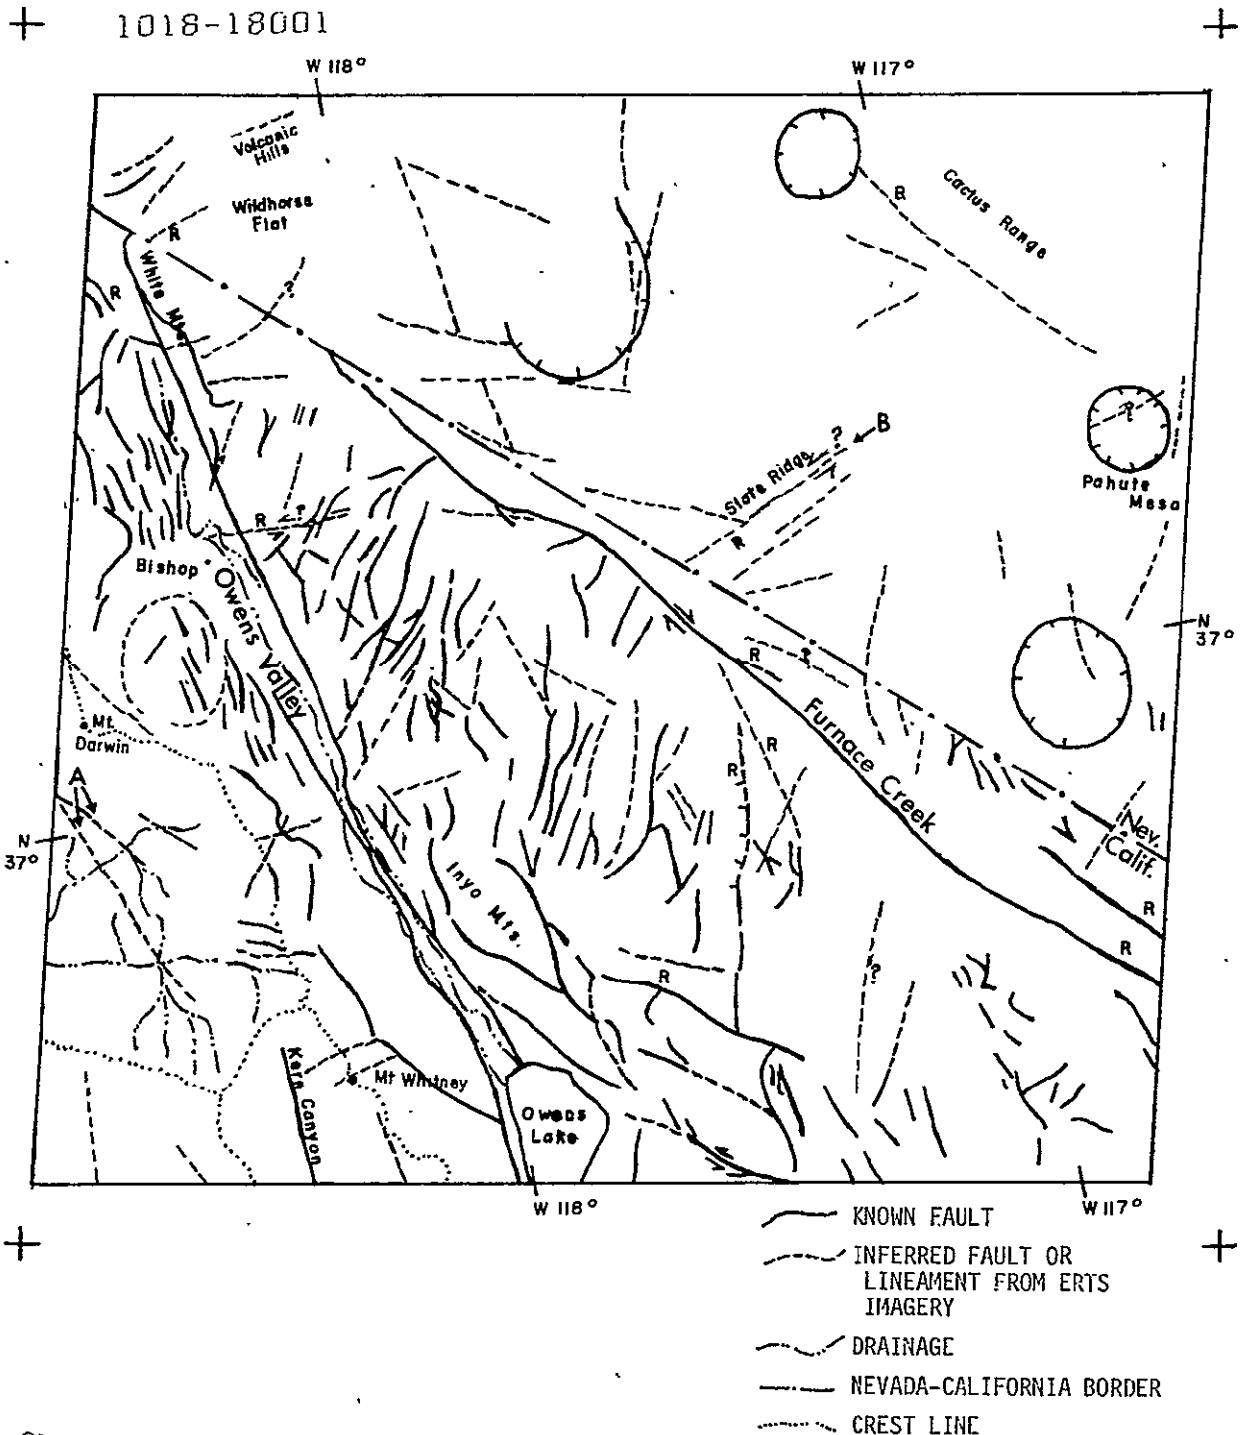 1018-18001
W 118°
W 117°
Volcanic
Hills
Wildhorse
Flat
R
R
Cactus Range
White Mts.
R
?
?
B
Slate Ridge
?
Pahute
Mesa
R
?
R
Bishop
Owens Valley
N
37°
R
?
Mt.
Darwin
Furnace Creek
R
R
A
N
37°
Nev.
Calif.
Inyo Mts.
R
R
R
?
Kern Canyon
Mt Whitney
Owens
Lake
W 118°
W 117°
KNOWN FAULT
INFERRED FAULT OR
LINEAMENT FROM ERTS
IMAGERY
DRAINAGE
NEVADA-CALIFORNIA BORDER
CREST LINE